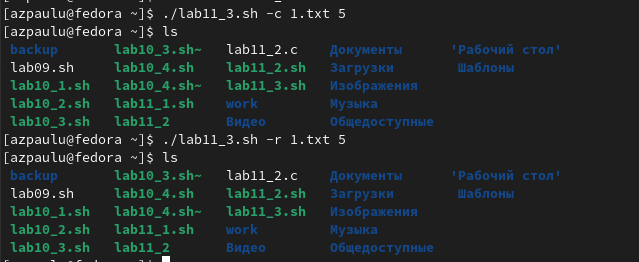 [azpaulu@fedora ~]$ ./lab11_3.sh -c 1.txt 5
[azpaulu@fedora ~]$ ls
backup lab10_3.sh~ lab11_2.c Документы 'Рабочий стол'
lab09.sh lab10_4.sh lab11_2.sh Загрузки Шаблоны
lab10_1.sh lab10_4.sh~ lab11_3.sh Изображения
lab10_2.sh lab11_1.sh work Музыка
lab10_3.sh lab11_2 Видео Общедоступные
[azpaulu@fedora ~]$ ./lab11_3.sh -r 1.txt 5
[azpaulu@fedora ~]$ ls
backup lab10_3.sh~ lab11_2.c Документы 'Рабочий стол'
lab09.sh lab10_4.sh lab11_2.sh Загрузки Шаблоны
lab10_1.sh lab10_4.sh~ lab11_3.sh Изображения
lab10_2.sh lab11_1.sh work Музыка
lab10_3.sh lab11_2 Видео Общедоступные
[azpaulu@fedora ~]$